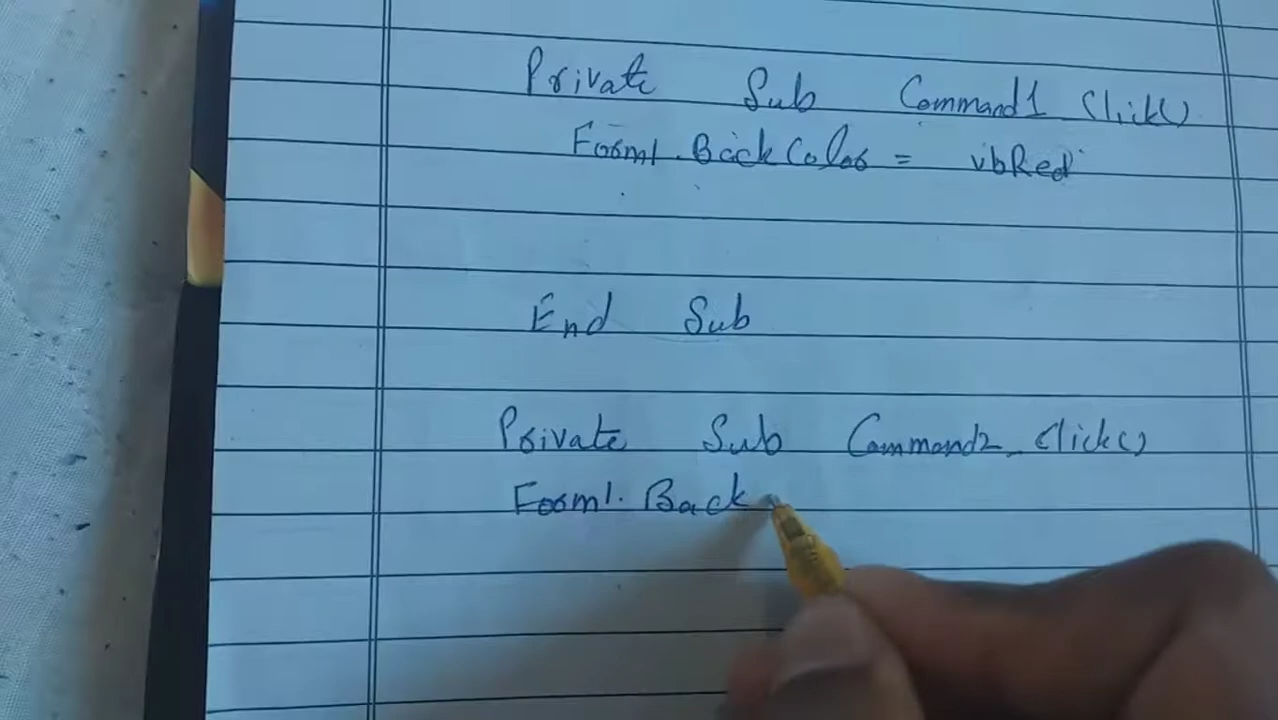 Private Sub Command1_Click()
Form1.BackColor = vbRed
End Sub
Private Sub Command2_Click()
Form1.Back